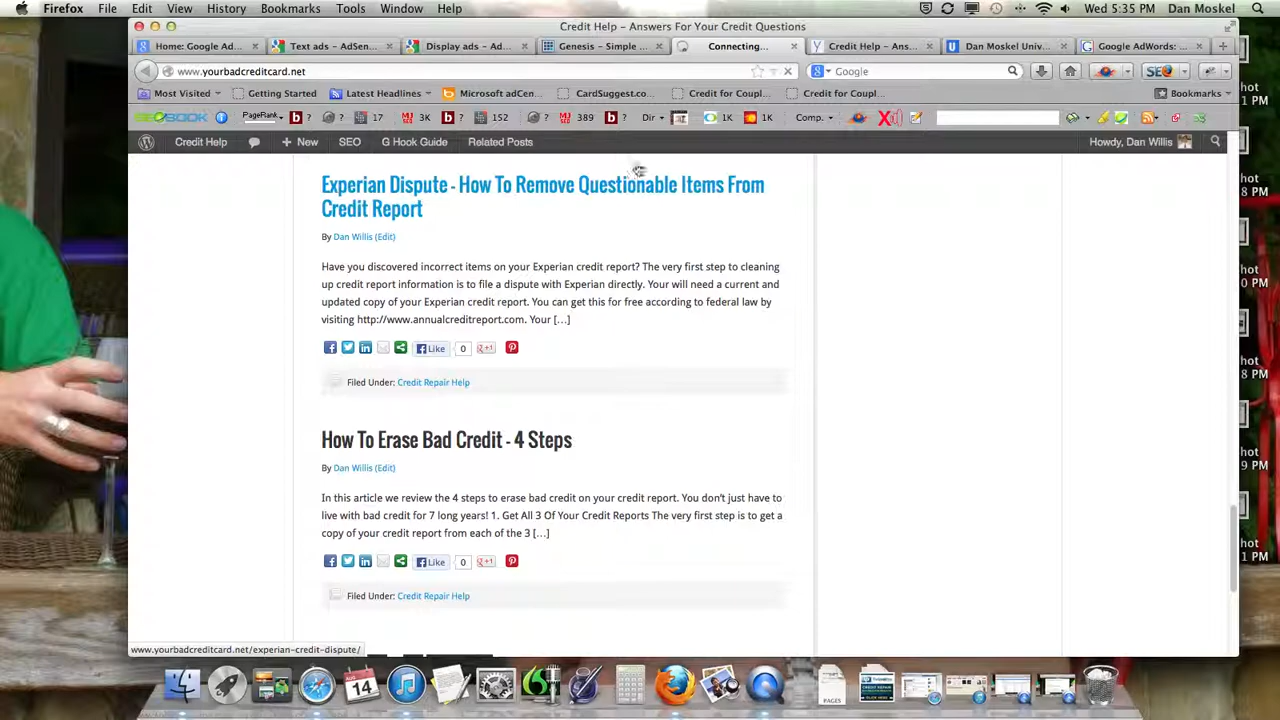 Firefox File Edit View History Bookmarks Tools Window Help Wed 5:35 PM Dan Moskel
Credit Help – Answers For Your Credit Questions
Home: Google Ad... Text ads - AdSen... Display ads - Ad... Genesis - Simple ... Connecting... Credit Help - Ans... Dan Moskel Univ... Google AdWords: ...
www.yourbadcreditcard.net Google
Most Visited Getting Started Latest Headlines Microsoft adCen... CardSuggest.co... Credit for Coupl... Credit for Coupl... Bookmarks
SEOBOOK PageRank ? ? 17 3K ? 152 ? 389 ? Dir 1K 1K Comp.
Credit Help + New SEO G Hook Guide Related Posts Howdy, Dan Willis
Experian Dispute - How To Remove Questionable Items From
Credit Report
By Dan Willis (Edit)
Have you discovered incorrect items on your Experian credit report? The very first step to cleaning
up credit report information is to file a dispute with Experian directly. Your will need a current and
updated copy of your Experian credit report. You can get this for free according to federal law by
visiting http://www.annualcreditreport.com. Your [...]
Like 0 +1
Filed Under: Credit Repair Help
How To Erase Bad Credit - 4 Steps
By Dan Willis (Edit)
In this article we review the 4 steps to erase bad credit on your credit report. You don't just have to
live with bad credit for 7 long years! 1. Get All 3 Of Your Credit Reports The very first step is to get a
copy of your credit report from each of the 3 [...]
Like 0 +1
Filed Under: Credit Repair Help
www.yourbadcreditcard.net/experian-credit-dispute/